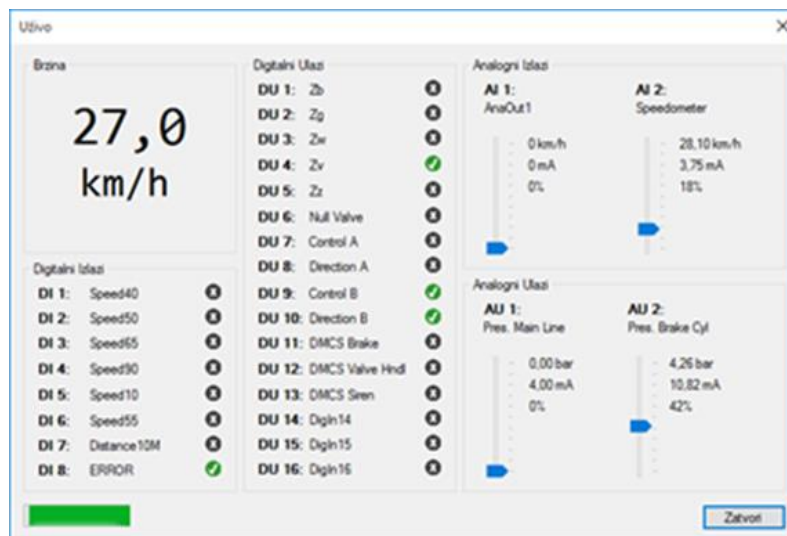 Uživo
Brzina
27,0
km/h
Digitalni Izlazi
DI 1: Speed40
DI 2: Speed50
DI 3: Speed65
DI 4: Speed90
DI 5: Speed10
DI 6: Speed55
DI 7: Distance10M
DI 8: ERROR
Digitalni Ulazi
DU 1: Zb
DU 2: Zg
DU 3: Zw
DU 4: Zv
DU 5: Zz
DU 6: Null Valve
DU 7: Control A
DU 8: Direction A
DU 9: Control B
DU 10: Direction B
DU 11: DMCS Brake
DU 12: DMCS Valve Hndl
DU 13: DMCS Siren
DU 14: DigIn14
DU 15: DigIn15
DU 16: DigIn16
Analogni Izlazi
AI 1:
AnaOut1
0 km/h
0 mA
0%
AI 2:
Speedometer
28,10 km/h
3,75 mA
18%
Analogni Ulazi
AU 1:
Pres. Main Line
0,00 bar
4,00 mA
0%
AU 2:
Pres. Brake Cyl
4,26 bar
10,82 mA
42%
Zatvori